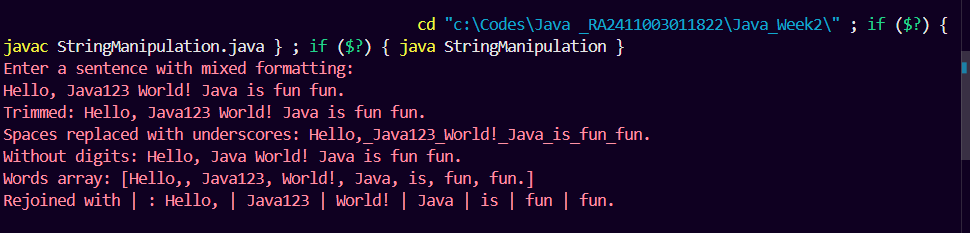 cd "c:\Codes\Java _RA2411003011822\Java_Week2\" ; if ($?) {
javac StringManipulation.java } ; if ($?) { java StringManipulation }
Enter a sentence with mixed formatting:
Hello, Java123 World! Java is fun fun.
Trimmed: Hello, Java123 World! Java is fun fun.
Spaces replaced with underscores: Hello,_Java123_World!_Java_is_fun_fun.
Without digits: Hello, Java World! Java is fun fun.
Words array: [Hello,, Java123, World!, Java, is, fun, fun.]
Rejoined with | : Hello, | Java123 | World! | Java | is | fun | fun.